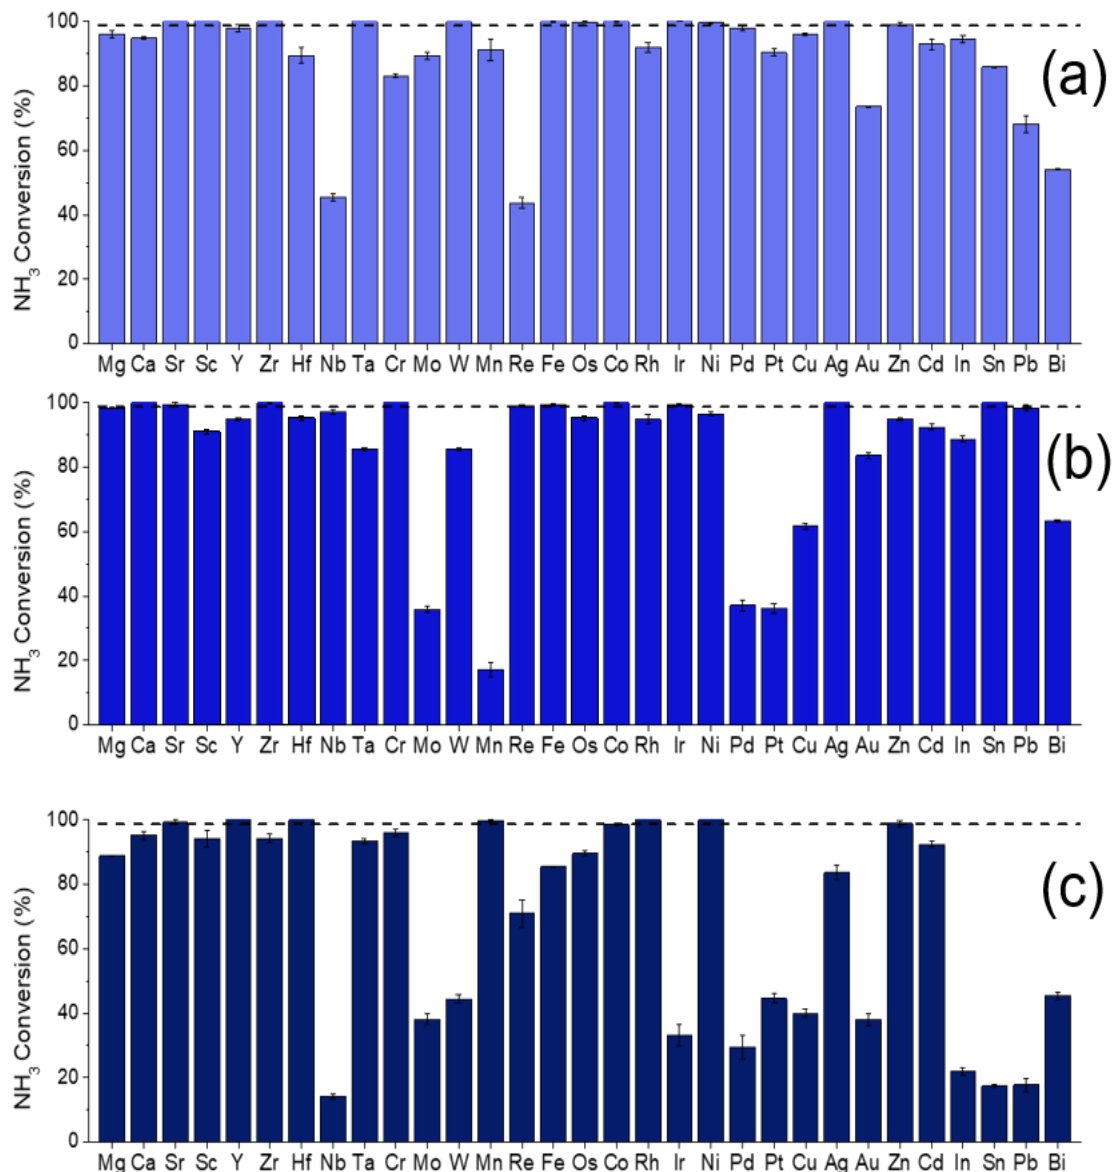 100
80
60
40
20
0
NH₃ Conversion (%)
(a)
Mg Ca Sr Sc Y Zr Hf Nb Ta Cr Mo W Mn Re Fe Os Co Rh Ir Ni Pd Pt Cu Ag Au Zn Cd In Sn Pb Bi
100
80
60
40
20
0
NH₃ Conversion (%)
(b)
Mg Ca Sr Sc Y Zr Hf Nb Ta Cr Mo W Mn Re Fe Os Co Rh Ir Ni Pd Pt Cu Ag Au Zn Cd In Sn Pb Bi
100
80
60
40
20
0
NH₃ Conversion (%)
(c)
Mg Ca Sr Sc Y Zr Hf Nb Ta Cr Mo W Mn Re Fe Os Co Rh Ir Ni Pd Pt Cu Ag Au Zn Cd In Sn Pb Bi